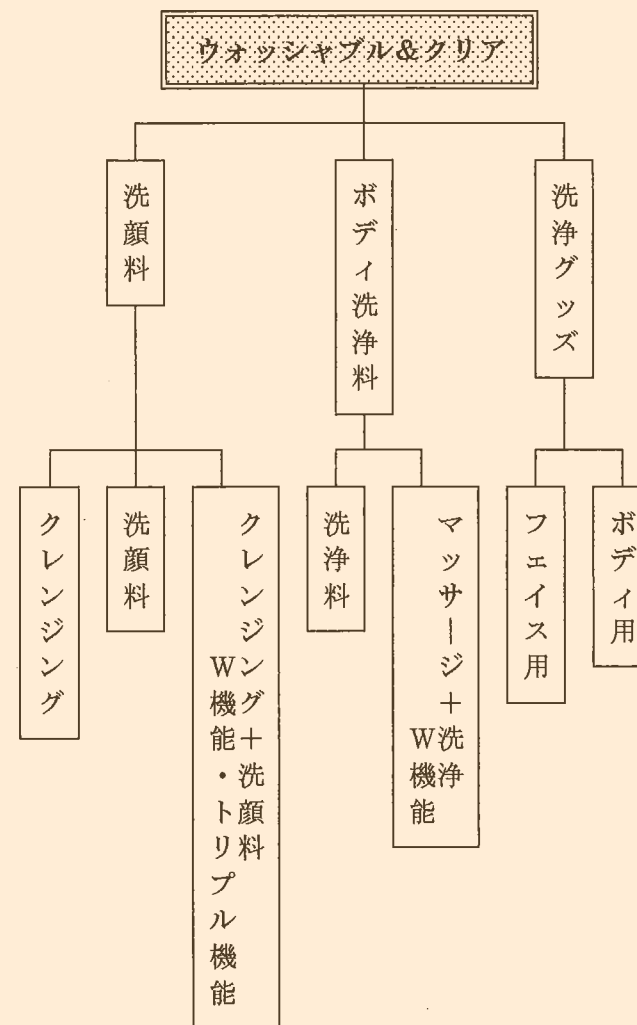 ウォッシャブル&クリア
洗顔料
ボディ洗浄料
洗浄グッズ
クレンジング
洗顔料
クレンジング＋洗顔料
W機能・トリプル機能
洗浄料
マッサージ＋洗浄
W機能
フェイス用
ボディ用